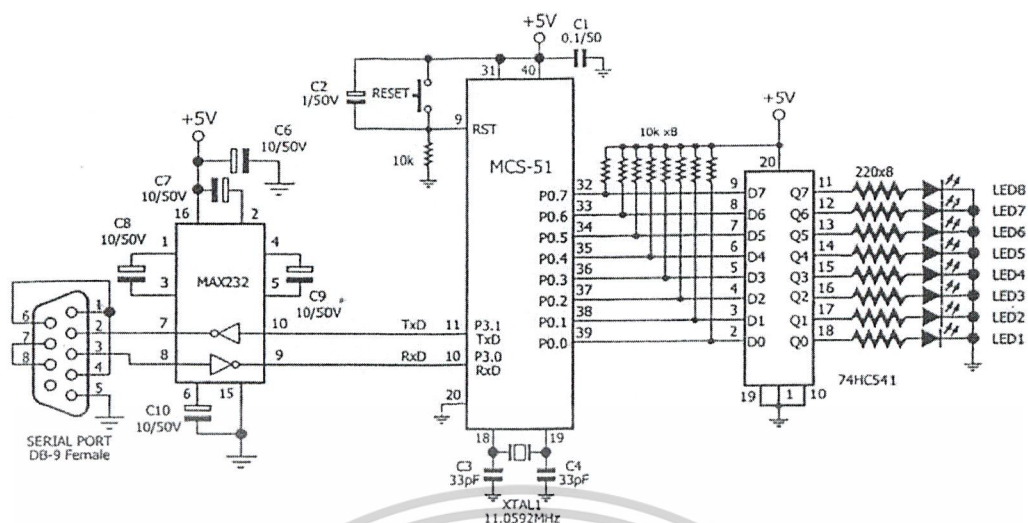 +5V
C1
0.1/50
31
40
C2
1/50V
RESET
9
RST
10k
MCS-51
+5V
C6
10/50V
C7
10/50V
16
2
C8
10/50V
1
3
MAX232
4
5
C9
10/50V
7
10
TxD
11
P3.1
TxD
8
9
RxD
10
P3.0
RxD
6
15
C10
10/50V
1
6
2
7
3
8
4
5
SERIAL PORT
DB-9 Female
20
18
19
C3
33pF
C4
33pF
XTAL1
11.0592MHz
+5V
10k x8
20
220x8
P0.7 32
P0.6 33
P0.5 34
P0.4 35
P0.3 36
P0.2 37
P0.1 38
P0.0 39
9 D7 Q7 11 LED8
8 D6 Q6 12 LED7
7 D5 Q5 13 LED6
6 D4 Q4 14 LED5
5 D3 Q3 15 LED4
4 D2 Q2 16 LED3
3 D1 Q1 17 LED2
2 D0 Q0 18 LED1
74HC541
19 1 10